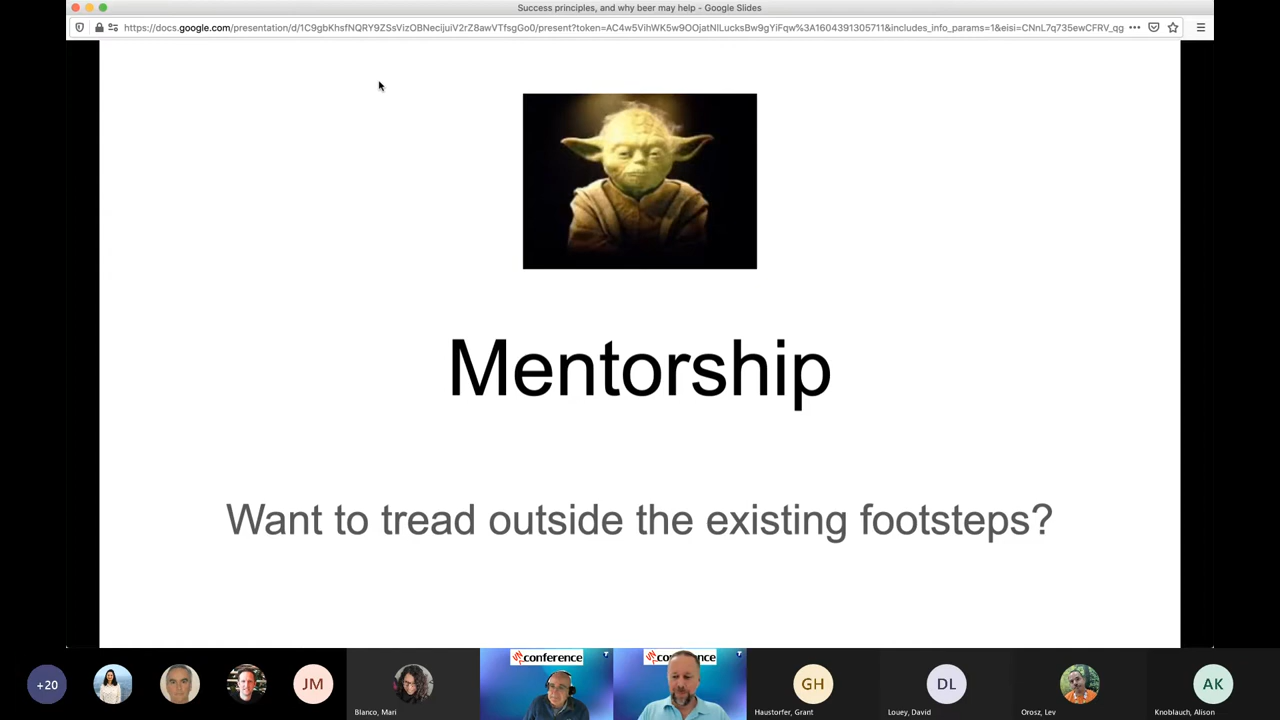 Success principles, and why beer may help - Google Slides
https://docs.google.com/presentation/d/1C9gbKhsfNQRY9ZSsVizOBNecijuiV2rZ8awVTfsgGo0/present?token=AC4w5VihWK5w9OOjatNlLucksBw9gYiFqw%3A1604391305711&includes_info_params=1&eisi=CNnL7q735ewCFRV_qg
Mentorship
Want to tread outside the existing footsteps?
conference
conference
+20
JM
GH
DL
AK
Blanco, Mari
Haustorfer, Grant
Louey, David
Orosz, Lev
Knoblauch, Alison